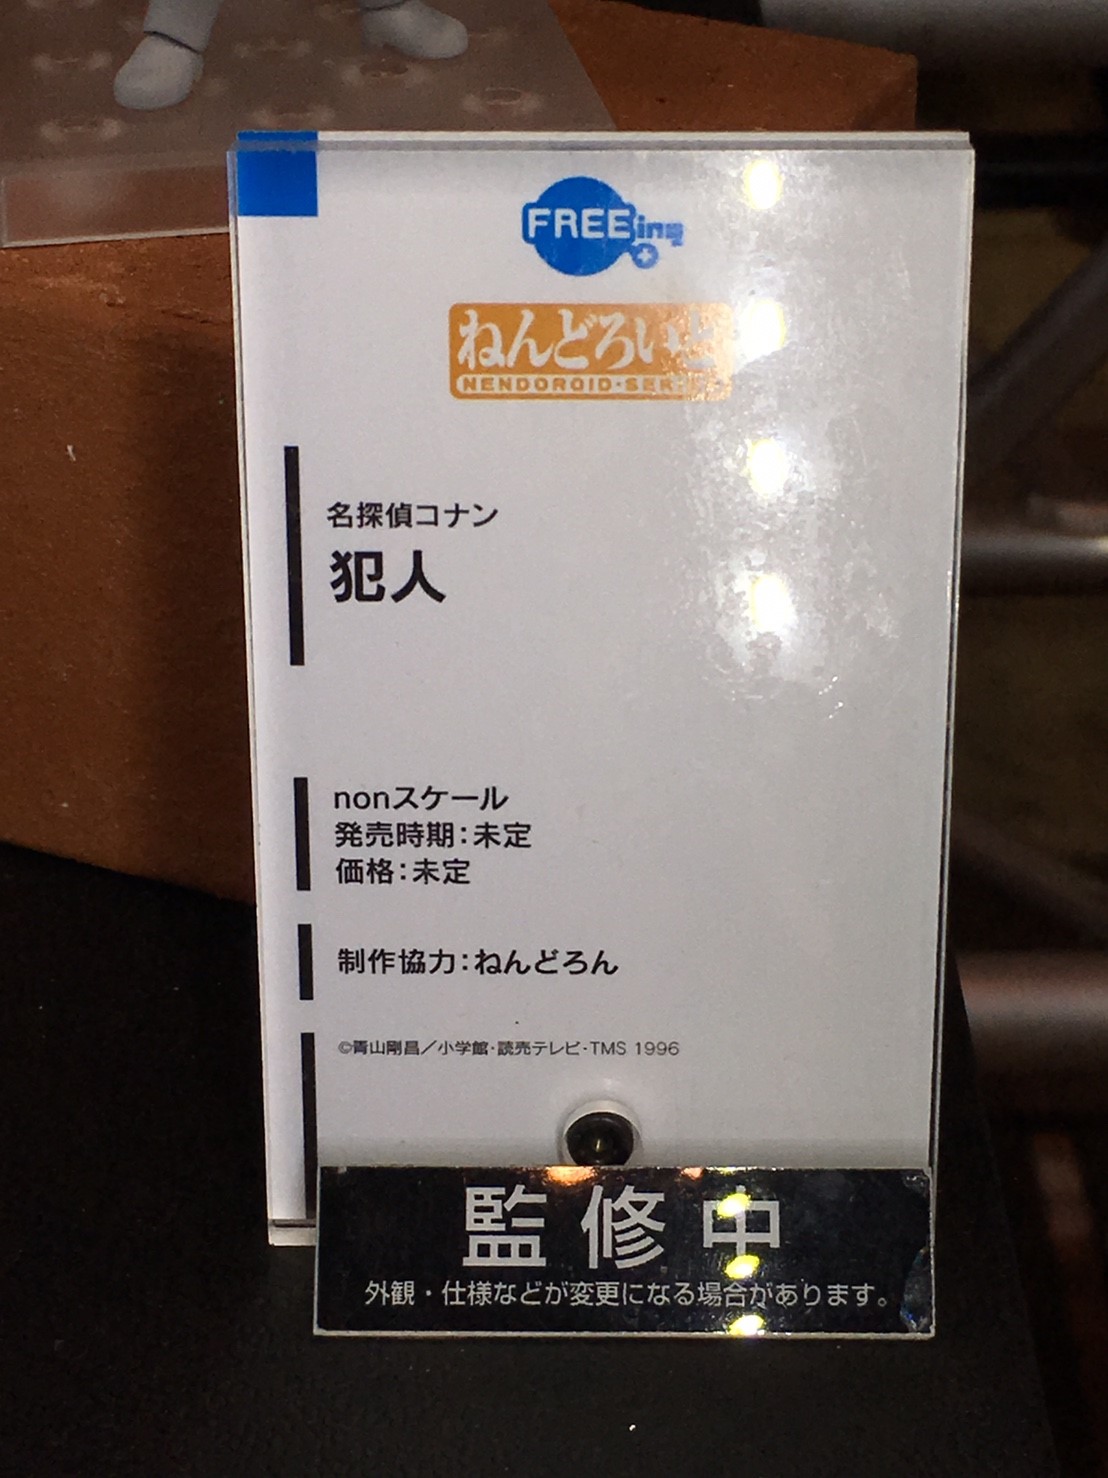 FREEing
ねんどろいど
NENDOROID·SERIES
名探偵コナン
犯人
nonスケール
発売時期:未定
価格:未定
制作協力:ねんどろん
©青山剛昌／小学館・読売テレビ・TMS 1996
監修中
外観・仕様などが変更になる場合があります。